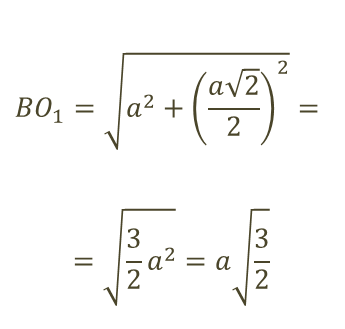 BO₁ = √(a² + (a√2/2)²) =
= √(3/2 a²) = a √(3/2)